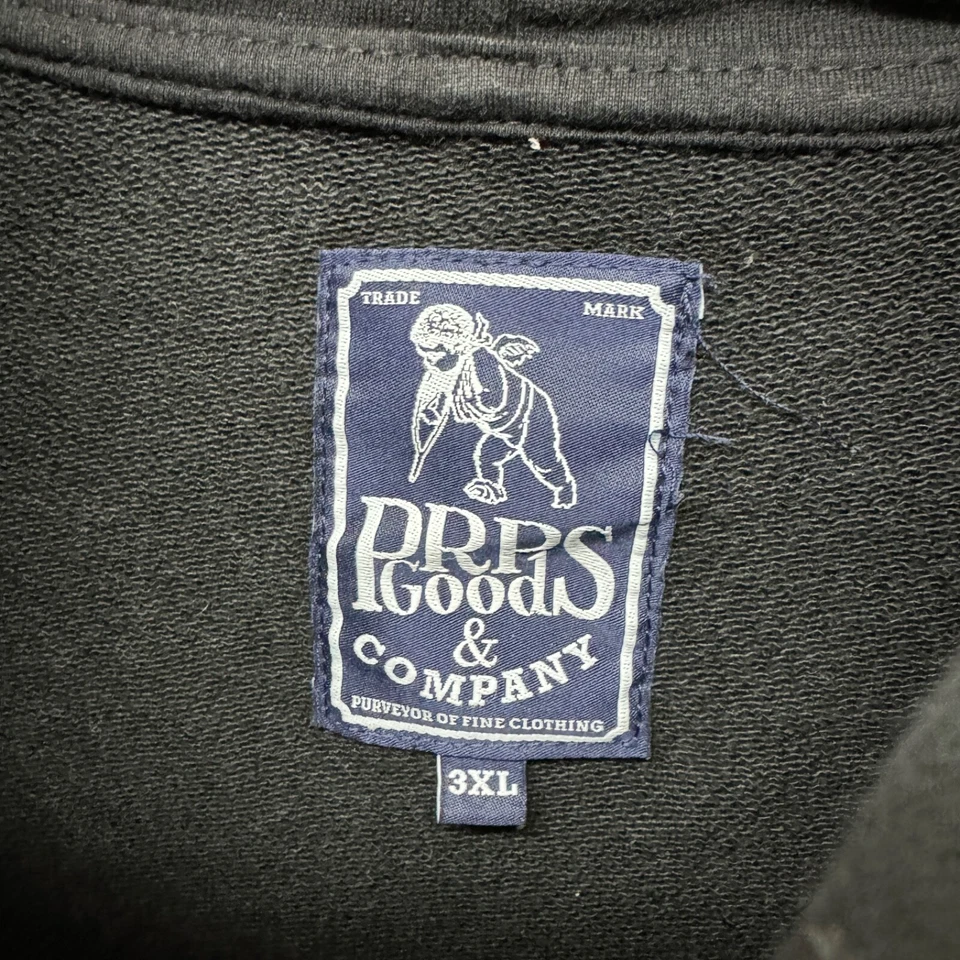 TRADE MARK
PRPS
Goods
&
COMPANY
PURVEYOR OF FINE CLOTHING
3XL